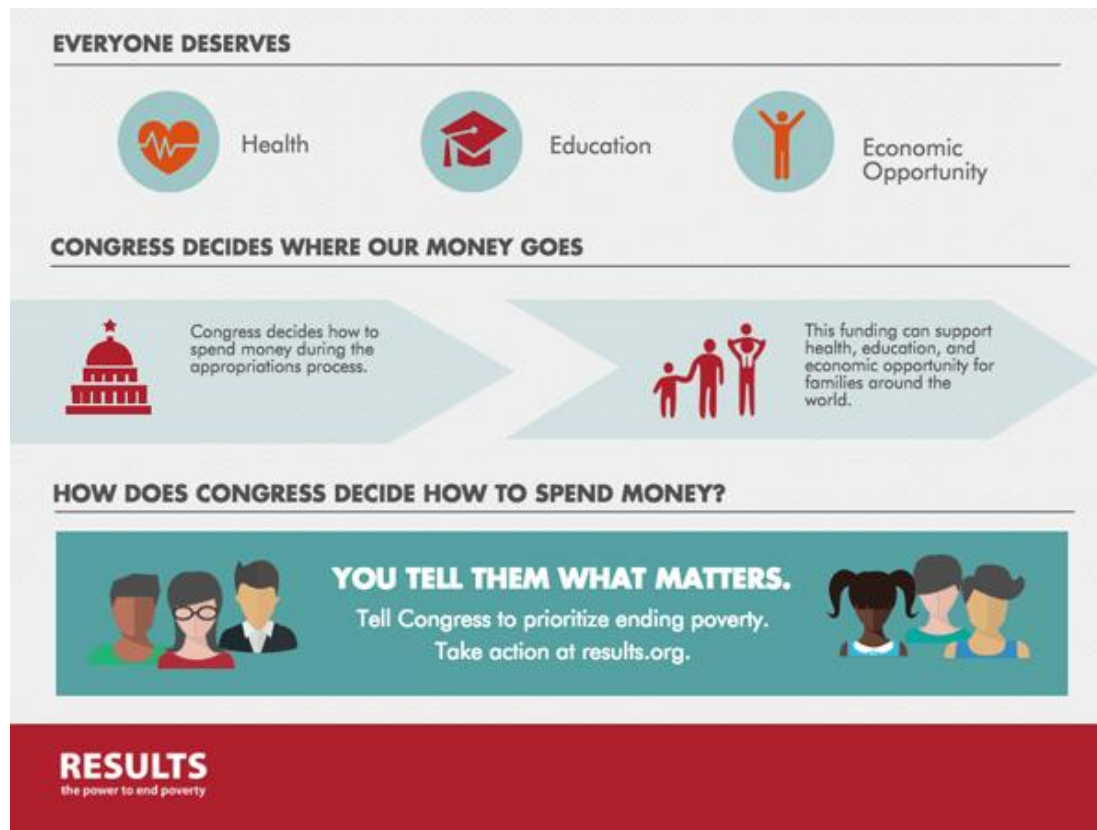 EVERYONE DESERVES
Health
Education
Economic
Opportunity
CONGRESS DECIDES WHERE OUR MONEY GOES
Congress decides how to
spend money during the
appropriations process.
This funding can support
health, education, and
economic opportunity for
families around the
world.
HOW DOES CONGRESS DECIDE HOW TO SPEND MONEY?
YOU TELL THEM WHAT MATTERS.
Tell Congress to prioritize ending poverty.
Take action at results.org.
RESULTS
the power to end poverty